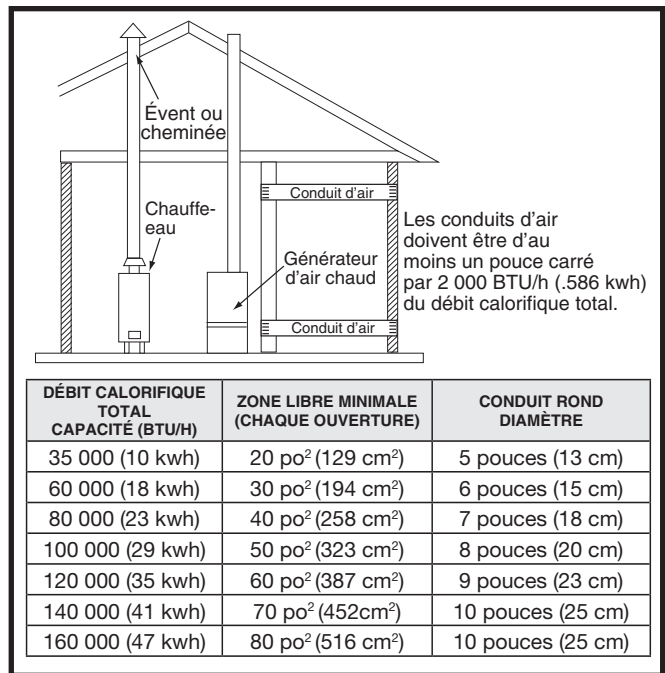 Évent ou
cheminée
Conduit d'air
Chauffe-
eau
Les conduits d'air
doivent être d'au
moins un pouce carré
par 2 000 BTU/h (.586 kwh)
du débit calorifique total.
Générateur
d'air chaud
Conduit d'air
DÉBIT CALORIFIQUE
TOTAL
CAPACITÉ (BTU/H)
ZONE LIBRE MINIMALE
(CHAQUE OUVERTURE)
CONDUIT ROND
DIAMÈTRE
35 000 (10 kwh) 20 po² (129 cm²) 5 pouces (13 cm)
60 000 (18 kwh) 30 po² (194 cm²) 6 pouces (15 cm)
80 000 (23 kwh) 40 po² (258 cm²) 7 pouces (18 cm)
100 000 (29 kwh) 50 po² (323 cm²) 8 pouces (20 cm)
120 000 (35 kwh) 60 po² (387 cm²) 9 pouces (23 cm)
140 000 (41 kwh) 70 po² (452cm²) 10 pouces (25 cm)
160 000 (47 kwh) 80 po² (516 cm²) 10 pouces (25 cm)